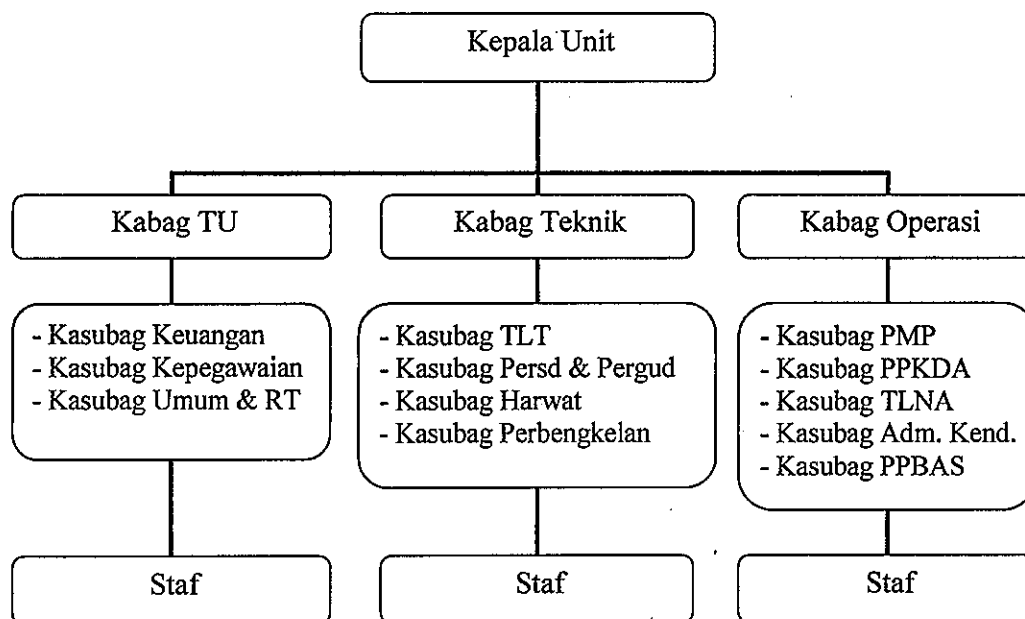 Kepala Unit
Kabag TU
Kabag Teknik
Kabag Operasi
- Kasubag Keuangan
- Kasubag Kepegawaian
- Kasubag Umum & RT
- Kasubag TLT
- Kasubag Persd & Pergud
- Kasubag Harwat
- Kasubag Perbengkelan
- Kasubag PMP
- Kasubag PPKDA
- Kasubag TLNA
- Kasubag Adm. Kend.
- Kasubag PPBAS
Staf
Staf
Staf